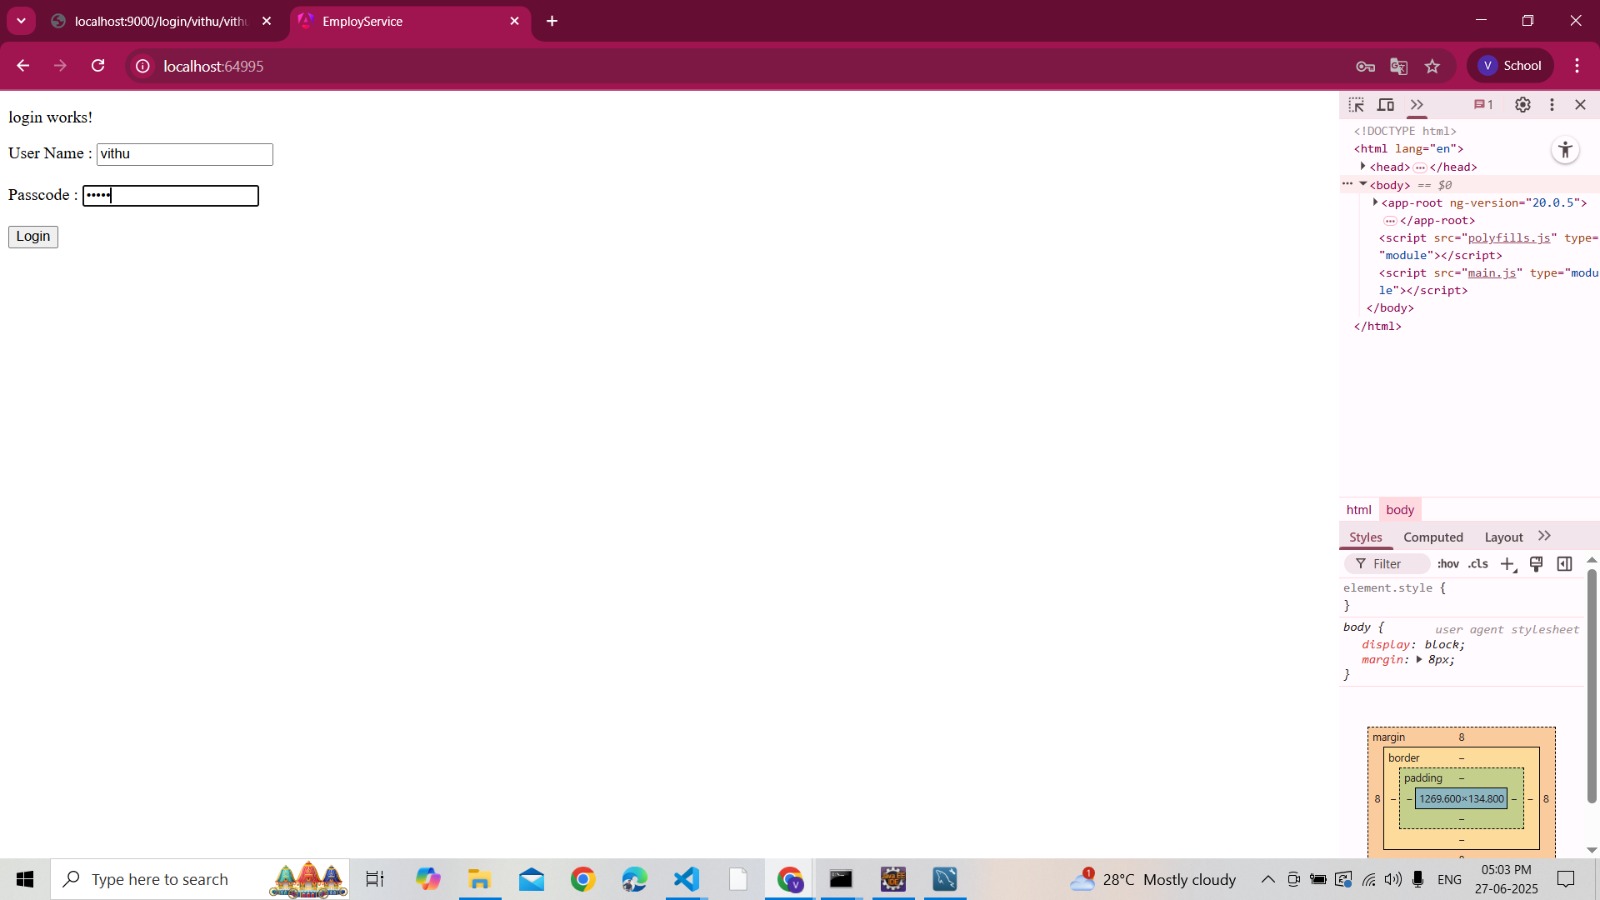 localhost:9000/login/vithu/vith
EmployService
localhost:64995
V School
login works!
User Name : vithu
Passcode : •••••
Login
1
<!DOCTYPE html>
<html lang="en">
<head> … </head>
<body> == $0
<app-root ng-version="20.0.5">
… </app-root>
<script src="polyfills.js" type=
"module"></script>
<script src="main.js" type="modu
le"></script>
</body>
</html>
html body
Styles Computed Layout
Filter :hov .cls
element.style {
}
body { user agent stylesheet
display: block;
margin: 8px;
}
margin 8
border –
padding –
8 – – 1269.600×134.800 – – 8
–
–
Type here to search
1
28°C Mostly cloudy
ENG
05:03 PM
27-06-2025